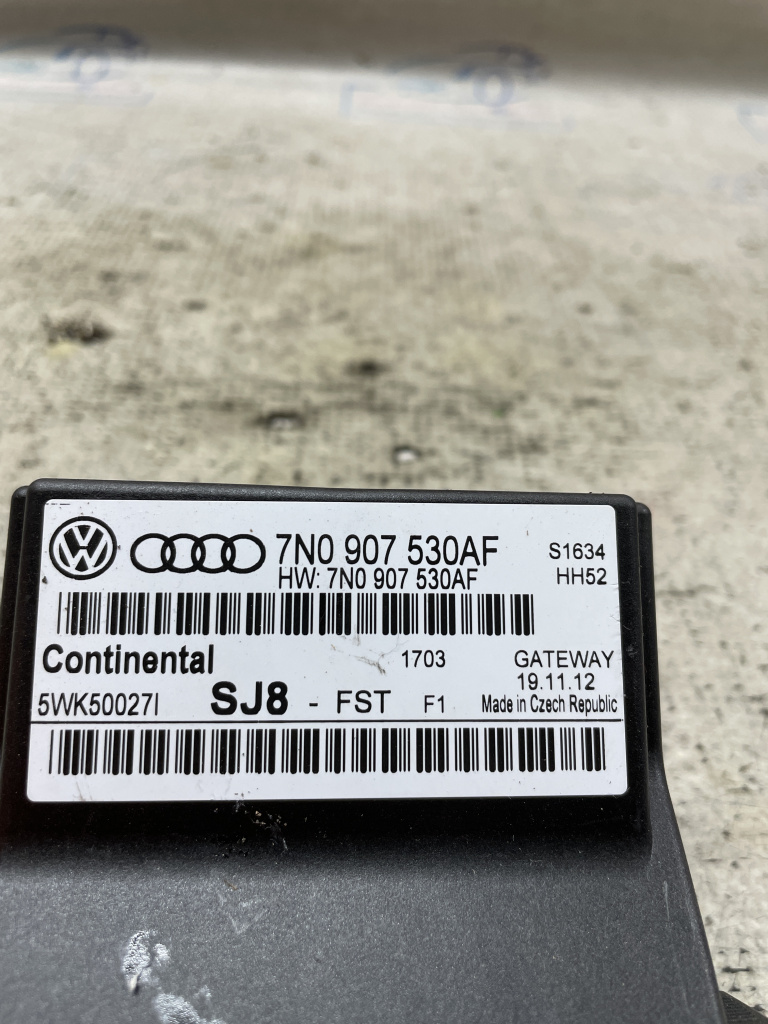 7N0 907 530AF S1634
HW: 7N0 907 530AF HH52
Continental 1703 GATEWAY
19.11.12
5WK50027I SJ8 - FST F1 Made in Czech Republic